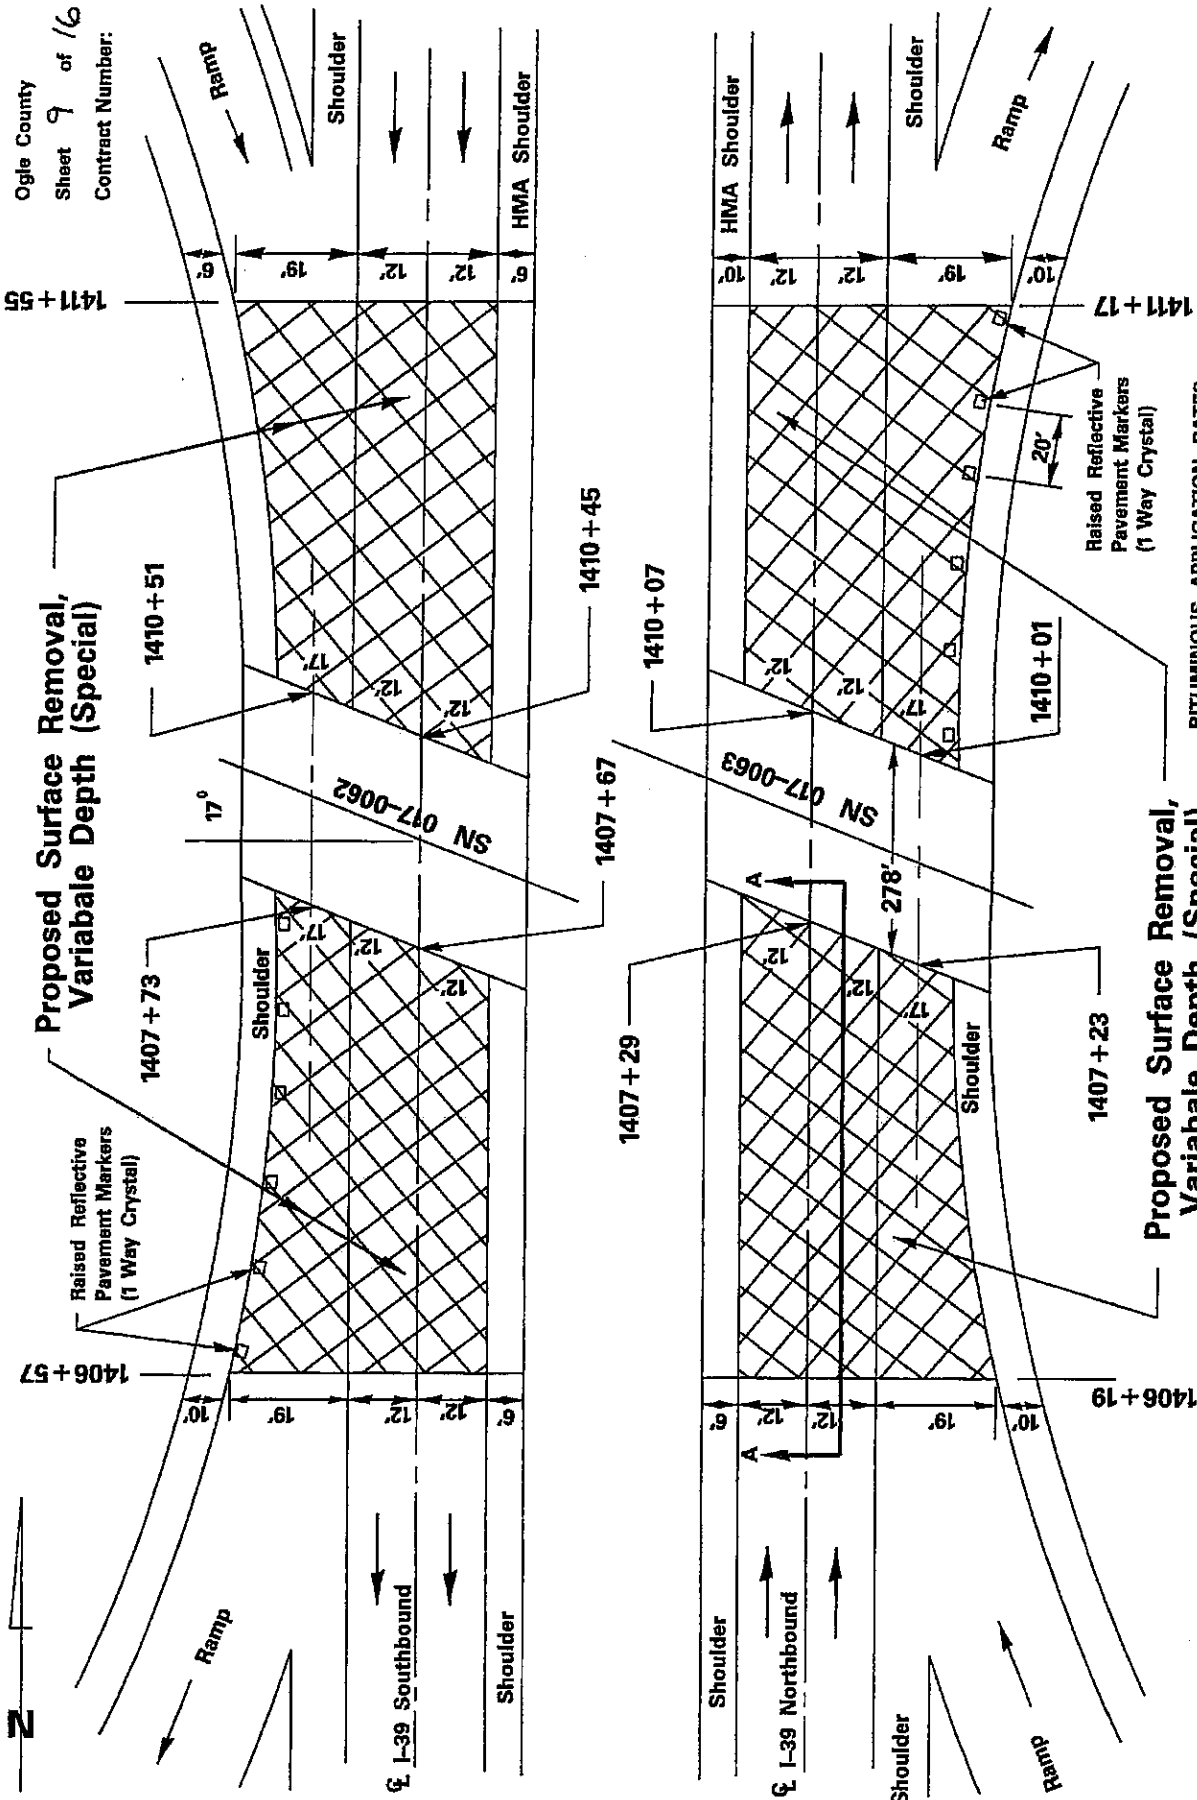 Ogle County
Sheet 9 of 16
Contract Number:
N
Ramp
Ramp
Shoulder
HMA Shoulder
1411+55
6'
19'
12'
12'
6'
Proposed Surface Removal,
Variabale Depth (Special)
1410+51
1410+45
17'
12'
12'
17°
SN 017-0062
1407+73
1407+67
17'
12'
12'
Shoulder
Raised Reflective
Pavement Markers
(1 Way Crystal)
1406+57
10'
19'
12'
12'
6'
℄ I-39 Southbound
Shoulder
HMA Shoulder
Shoulder
Ramp
10'
12'
12'
19'
10'
1411+17
20'
Raised Reflective
Pavement Markers
(1 Way Crystal)
1410+07
1410+01
12'
12'
17'
SN 017-0063
278'
A
A
1407+29
1407+23
12'
12'
17'
Shoulder
6'
12'
12'
19'
10'
1406+19
Shoulder
℄ I-39 Northbound
Shoulder
Ramp
Proposed Surface Removal,
Variabale Depth (Special)
BITUMINOUS APPLICATION RATES